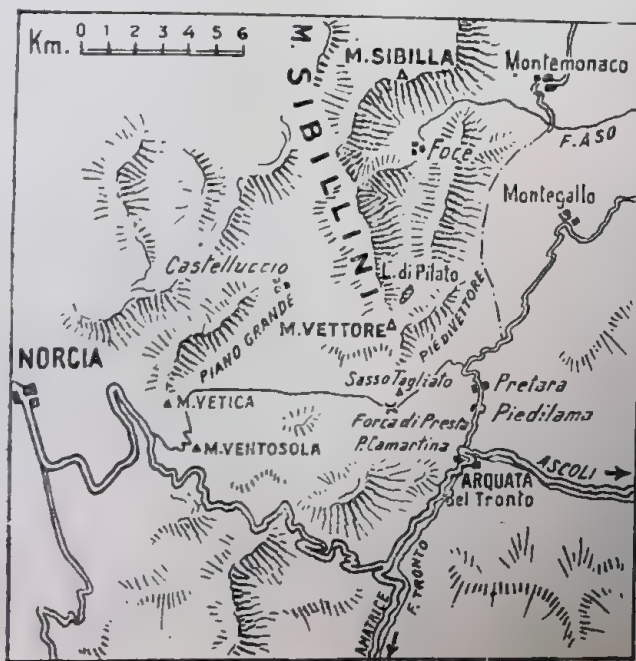 Km. 0 1 2 3 4 5 6
M. SIBILLINI
M. SIBILLA
Montemonaco
F. ASO
Foce
Montegallo
Castelluccio
L. di Pilato
PIANO GRANDE
M. VETTORE
PIEDIVETTORE
NORCIA
Sasso Tagliato
Pretara
M. VETICA
Forca di Presta
Piedilama
M. VENTOSOLA
P. Camartina
ASCOLI
ARQUATA
del Tronto
AMATRICE
F. TRONTO